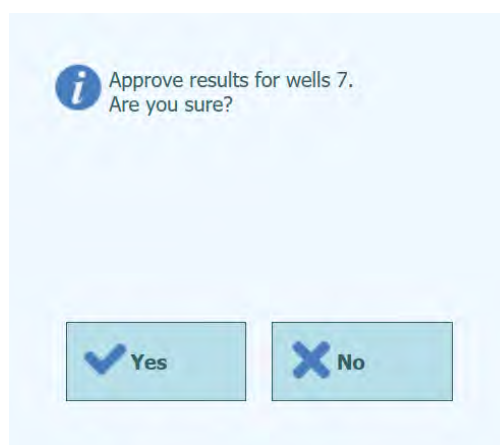 Approve results for wells 7.
Are you sure?
Yes
No